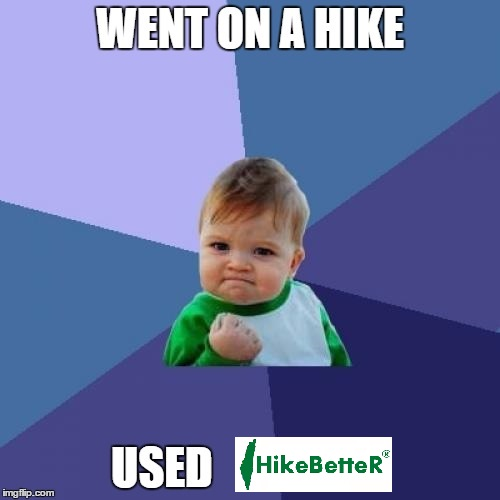 WENT ON A HIKE
USED HikeBetteR®
imgflip.com